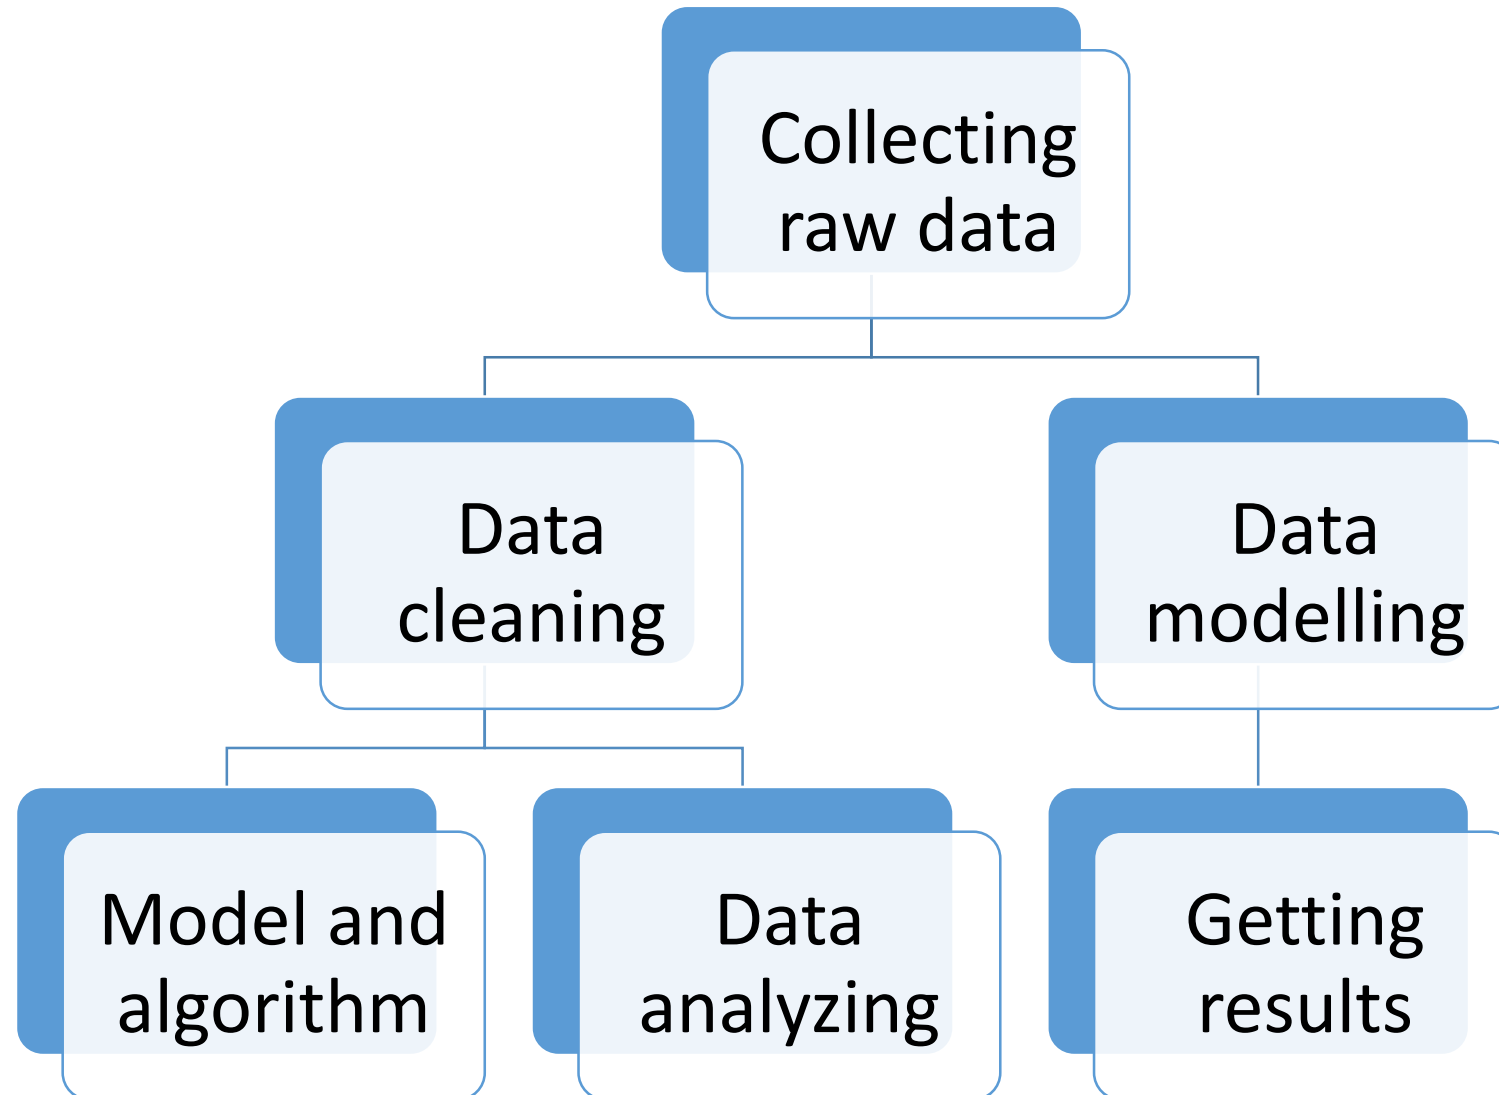 Collecting
raw data
Data
cleaning
Data
modelling
Model and
algorithm
Data
analyzing
Getting
results